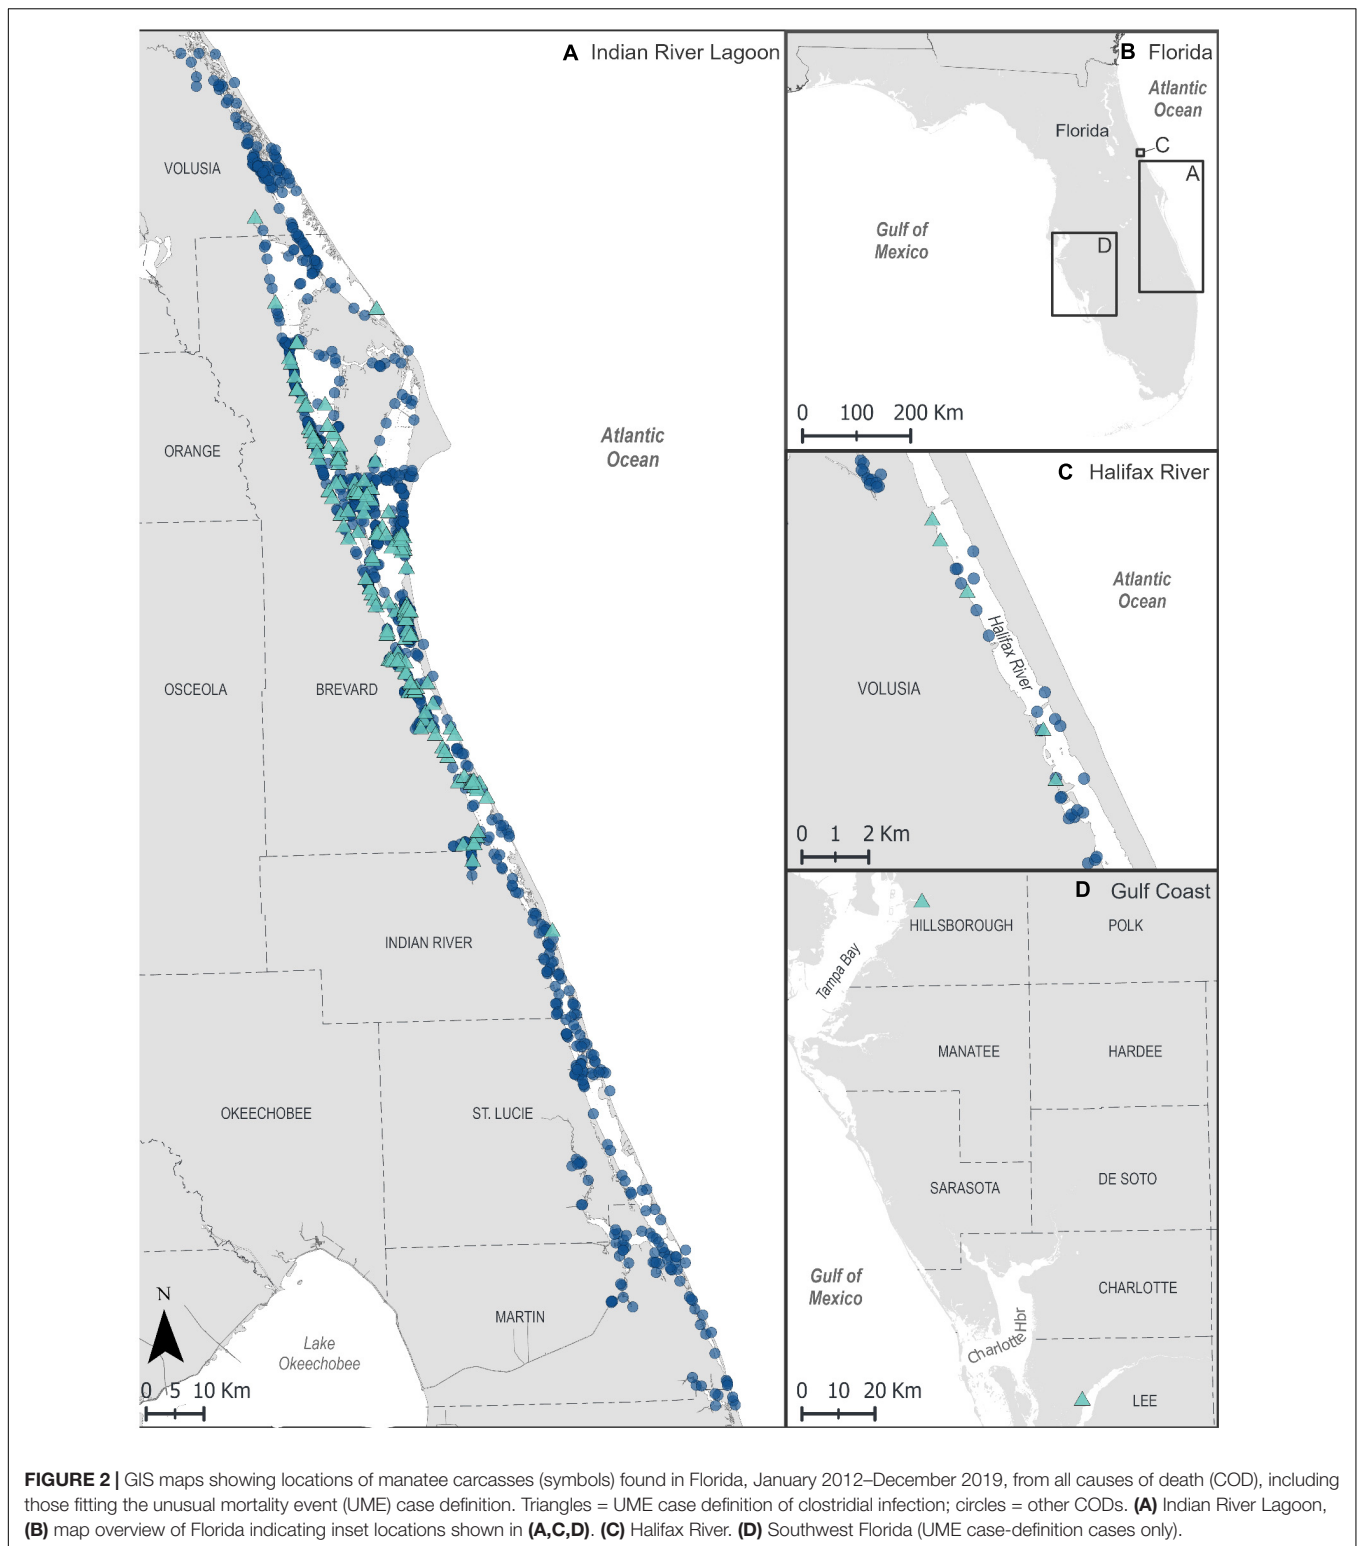 A Indian River Lagoon
VOLUSIA
ORANGE
OSCEOLA
BREVARD
INDIAN RIVER
OKEECHOBEE
ST. LUCIE
MARTIN
Atlantic
Ocean
Lake
Okeechobee
N
0 5 10 Km
B Florida
Atlantic
Ocean
Florida
C
A
Gulf of
Mexico
D
0 100 200 Km
C Halifax River
Halifax River
Atlantic
Ocean
VOLUSIA
0 1 2 Km
D Gulf Coast
HILLSBOROUGH
POLK
Tampa Bay
MANATEE
HARDEE
SARASOTA
DE SOTO
Gulf of
Mexico
CHARLOTTE
Charlotte Hbr
LEE
0 10 20 Km
FIGURE 2 | GIS maps showing locations of manatee carcasses (symbols) found in Florida, January 2012–December 2019, from all causes of death (COD), including
those fitting the unusual mortality event (UME) case definition. Triangles = UME case definition of clostridial infection; circles = other CODs. (A) Indian River Lagoon,
(B) map overview of Florida indicating inset locations shown in (A,C,D). (C) Halifax River. (D) Southwest Florida (UME case-definition cases only).